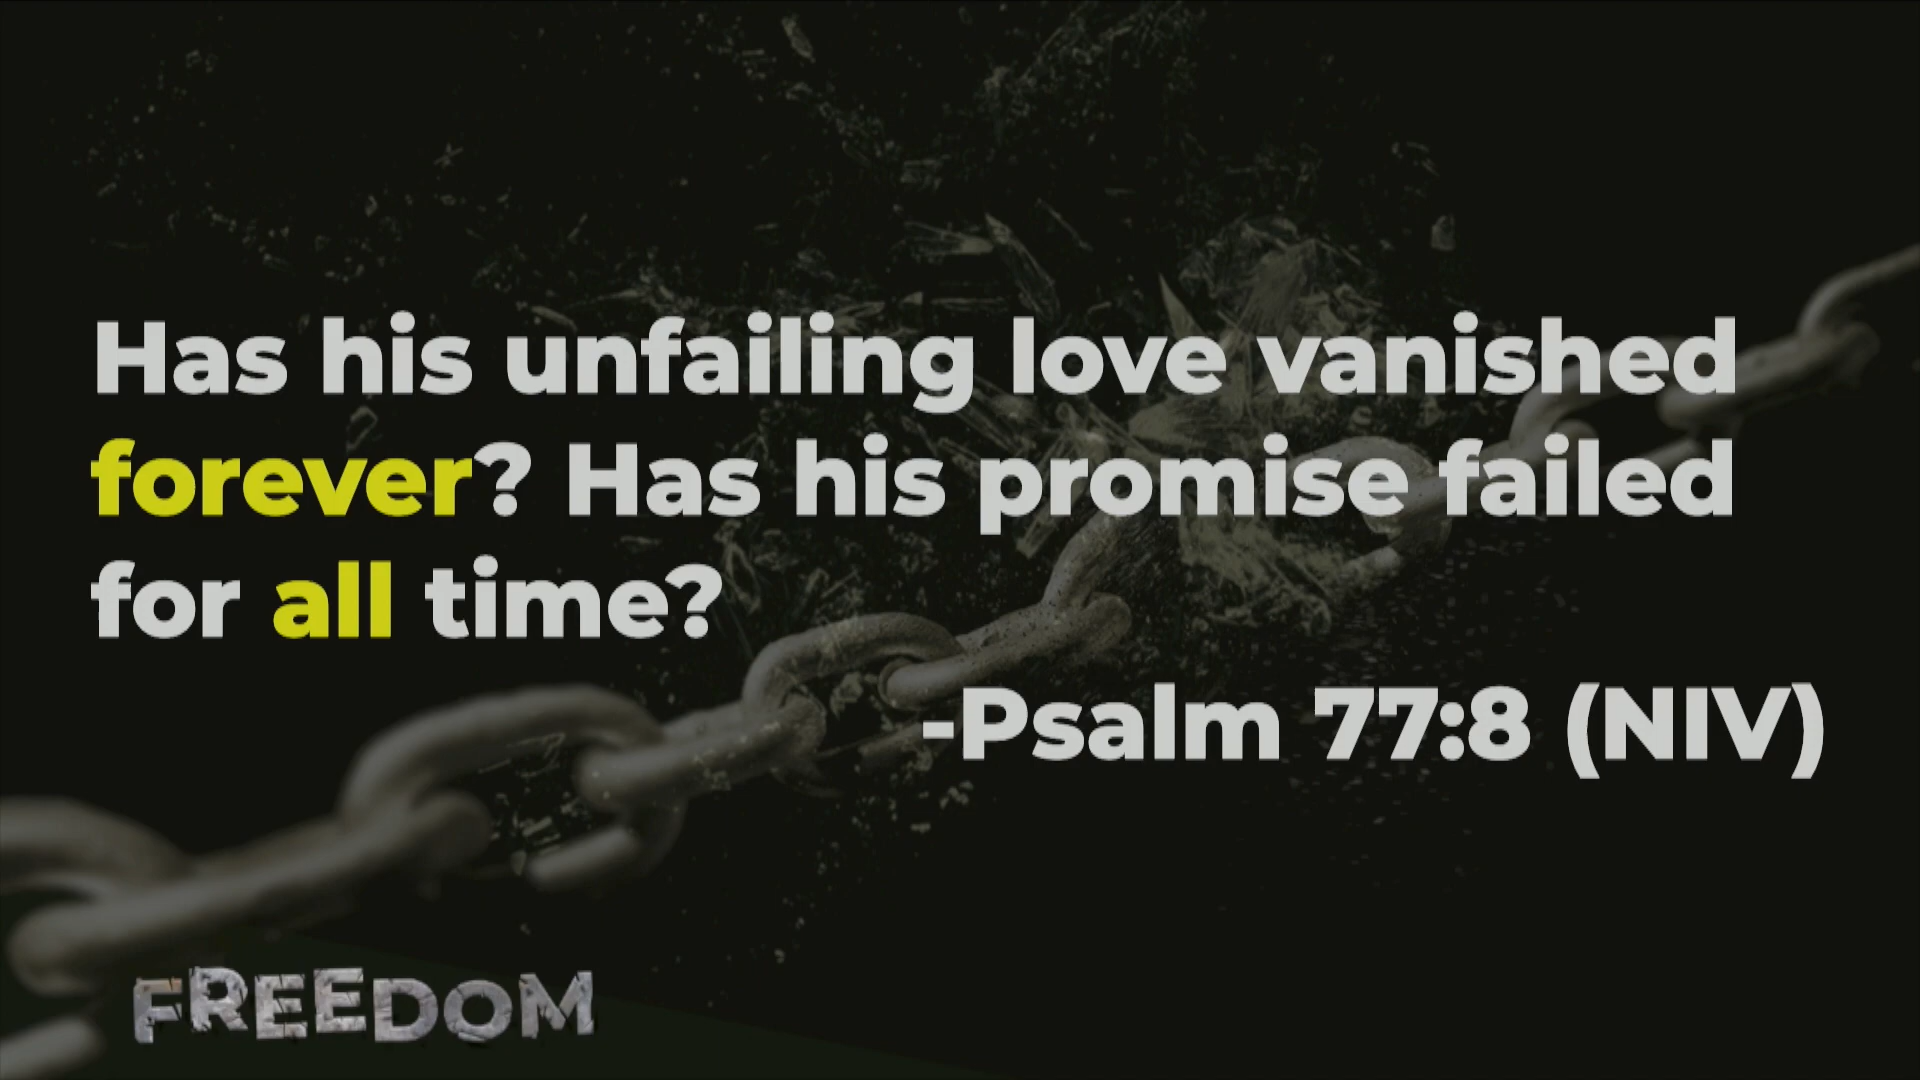 Has his unfailing love vanished
forever? Has his promise failed
for all time?
-Psalm 77:8 (NIV)
FREEDOM